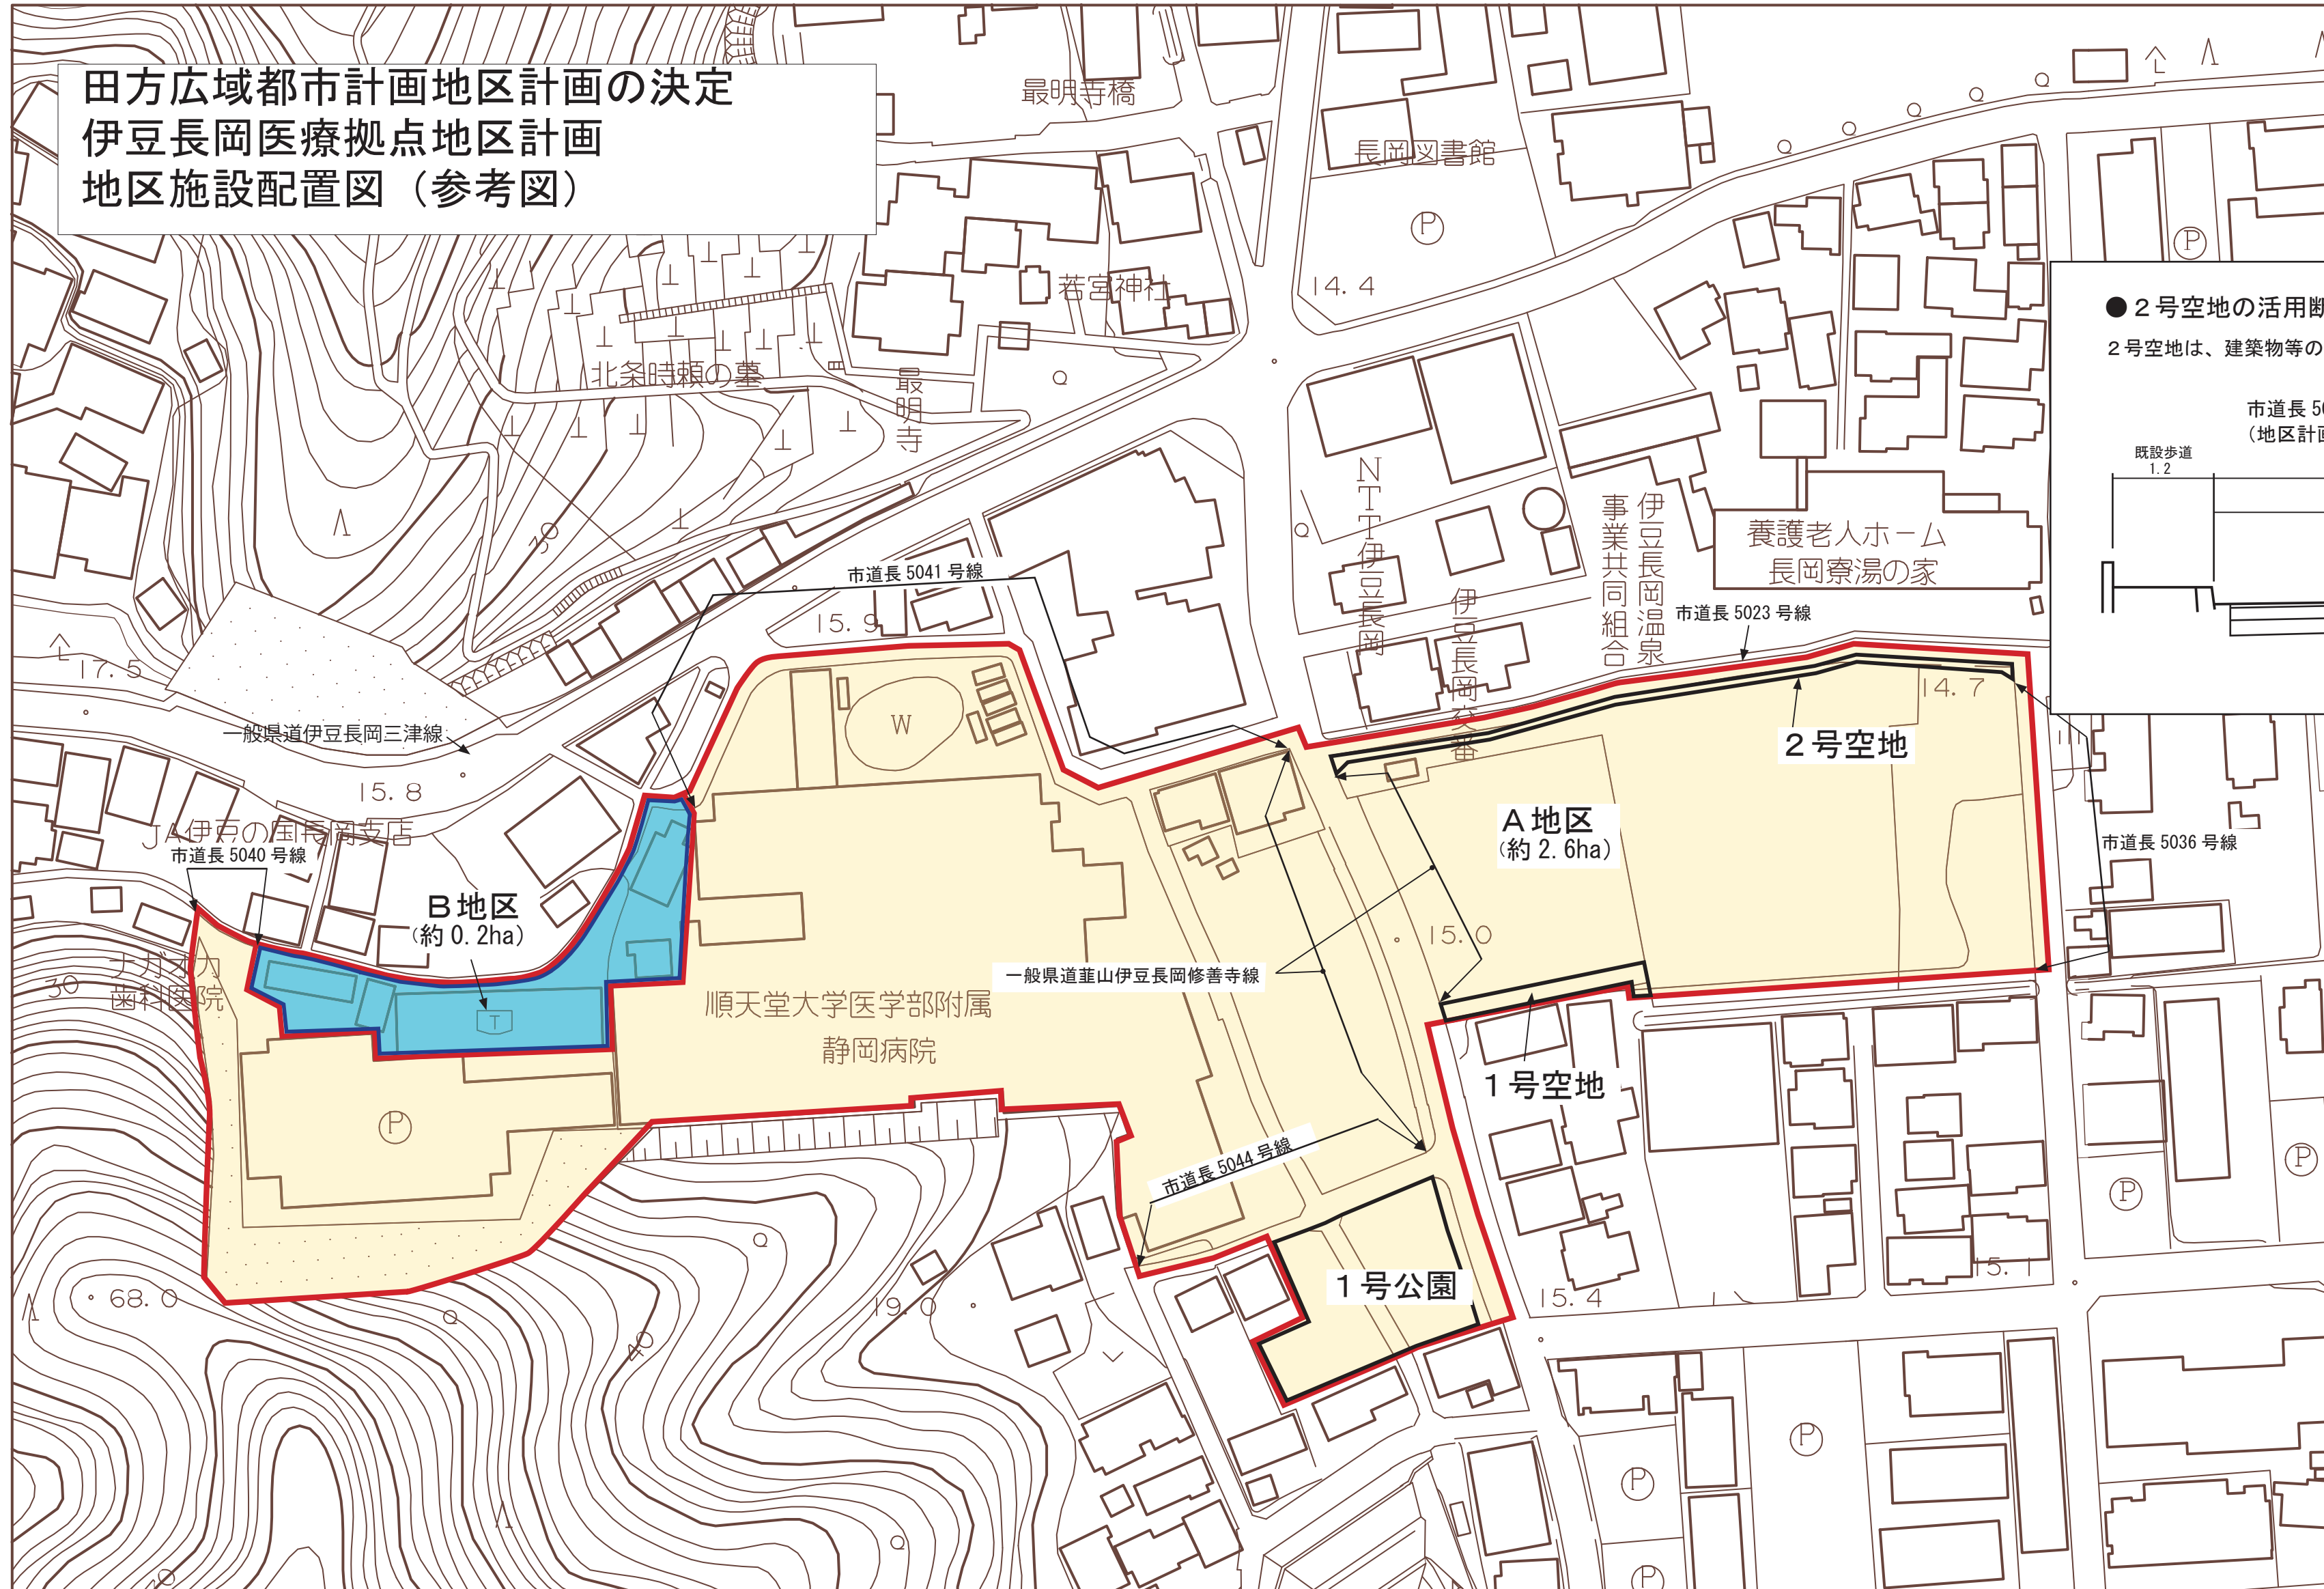 田方広域都市計画地区計画の決定
伊豆長岡医療拠点地区計画
地区施設配置図（参考図）
最明寺橋
長岡図書館
P
P
若宮神社
14.4
●２号空地の活用断
２号空地は、建築物等の
既設歩道
1.2
北条時頼の墓
最明寺
30
NTT伊豆長岡
伊豆長岡交番
伊豆長岡温泉
事業共同組合
養護老人ホーム
長岡寮湯の家
市道長 5041 号線
15.9
市道長 5023 号線
17.5
14.7
W
一般県道伊豆長岡三津線
２号空地
15.8
JA伊豆の国長岡支店
市道長 5040 号線
Ａ地区
（約 2.6ha）
市道長 5036 号線
Ｂ地区
（約 0.2ha）
15.0
ナガオカ
歯科医院
30
一般県道韮山伊豆長岡修善寺線
順天堂大学医学部附属
静岡病院
T
１号空地
P
市道長 5044 号線
P
P
68.0
19.0
１号公園
15.4
15.1
40
P
P
P